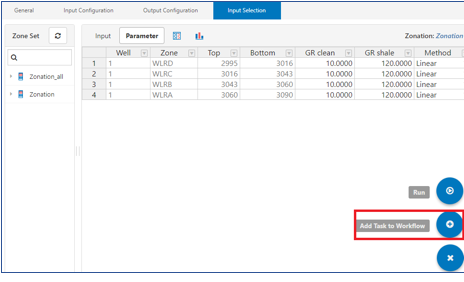 General Input Configuration Output Configuration Input Selection
Zone Set Input Parameter Zonation: Zonation
Zonation_all
Zonation
Well Zone Top Bottom GR clean GR shale Method
1 1 WLRD 2995 3016 10.0000 120.0000 Linear
2 1 WLRC 3016 3043 10.0000 120.0000 Linear
3 1 WLRB 3043 3060 10.0000 120.0000 Linear
4 1 WLRA 3060 3090 10.0000 120.0000 Linear
Run
Add Task to Workflow